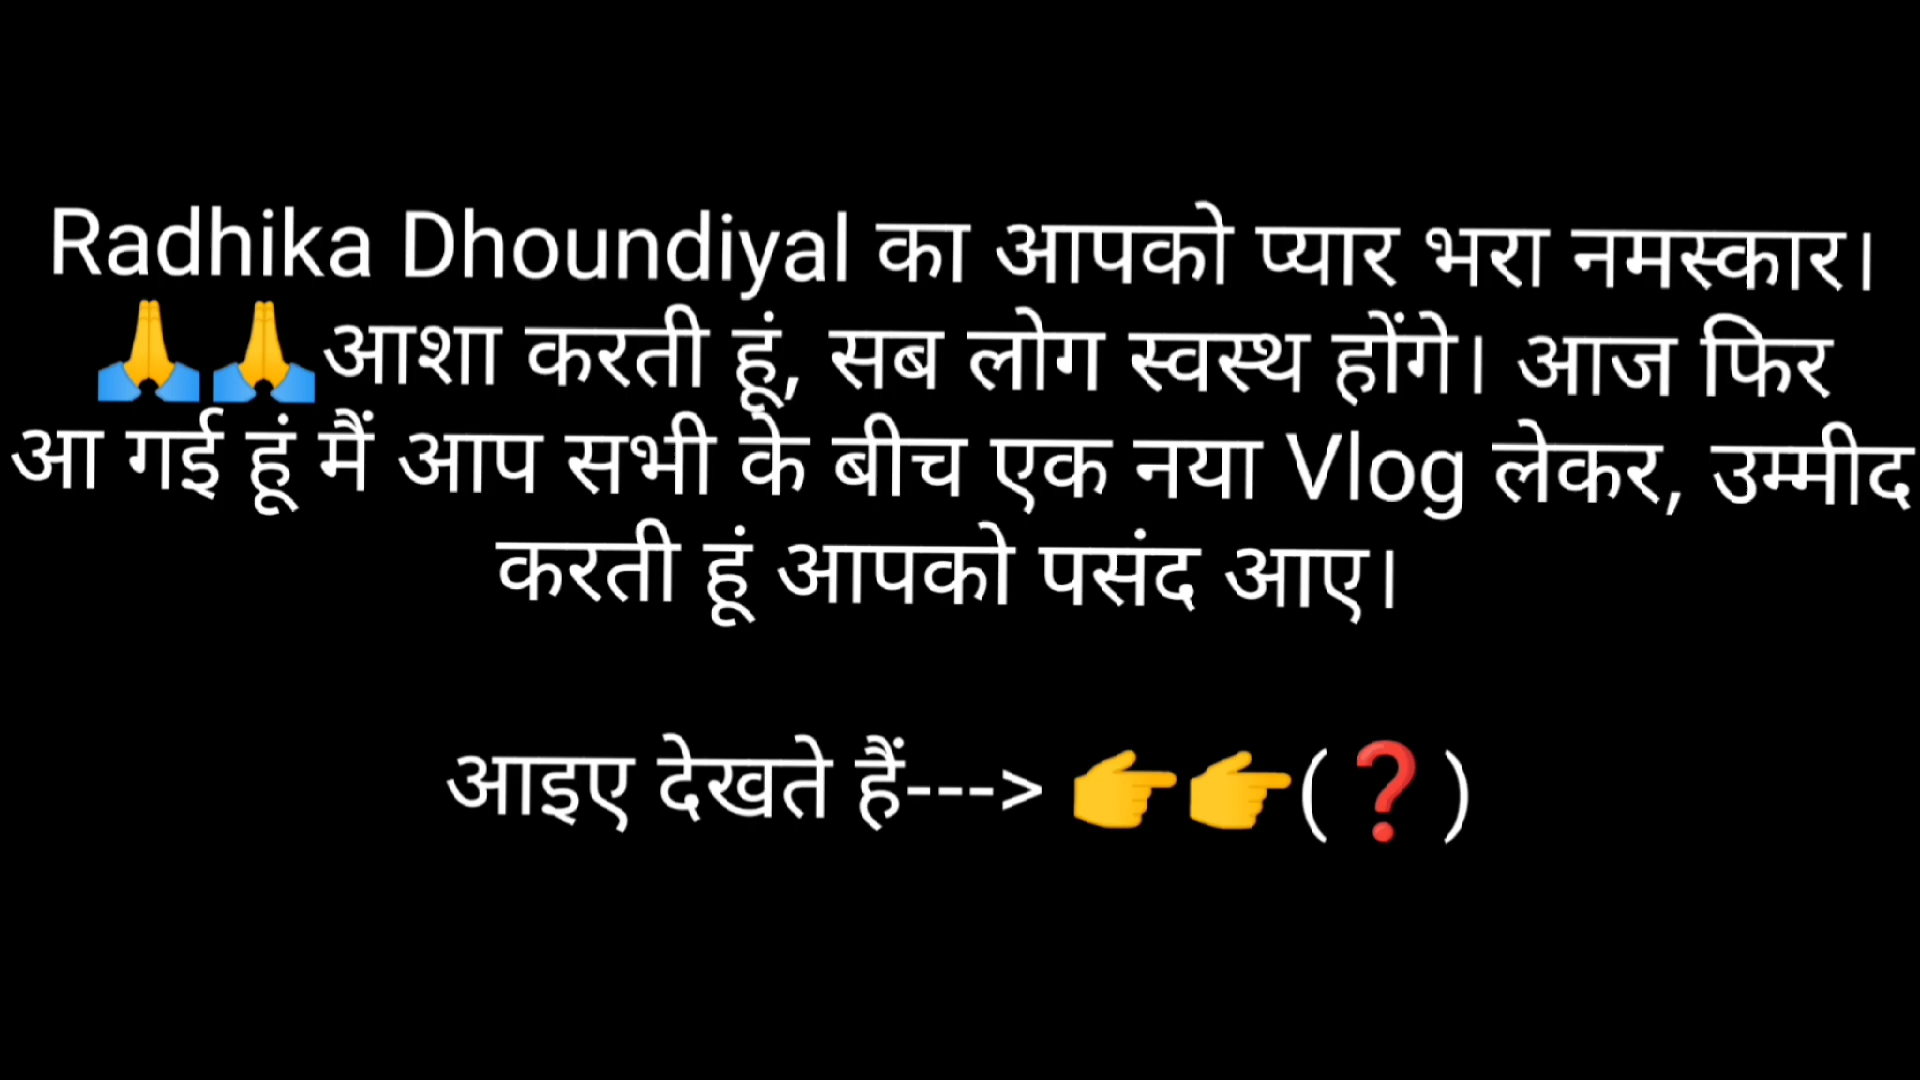 Radhika Dhoundiyal का आपको प्यार भरा नमस्कार।
🙏🙏आशा करती हूं, सब लोग स्वस्थ होंगे। आज फिर
आ गई हूं मैं आप सभी के बीच एक नया Vlog लेकर, उम्मीद
करती हूं आपको पसंद आए।
आइए देखते हैं---> 👉👉(❓)